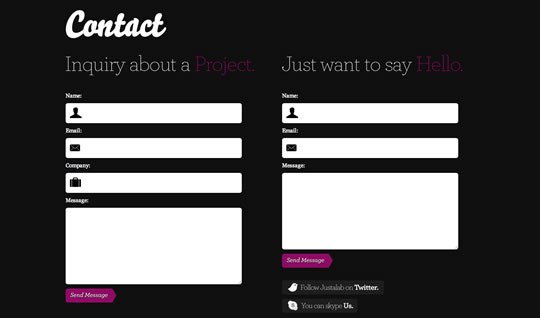 Contact
Inquiry about a Project.
Name:
Email:
Company:
Message:
Send Message
Just want to say Hello.
Name:
Email:
Message:
Send Message
Follow Justalab on Twitter.
You can skype Us.